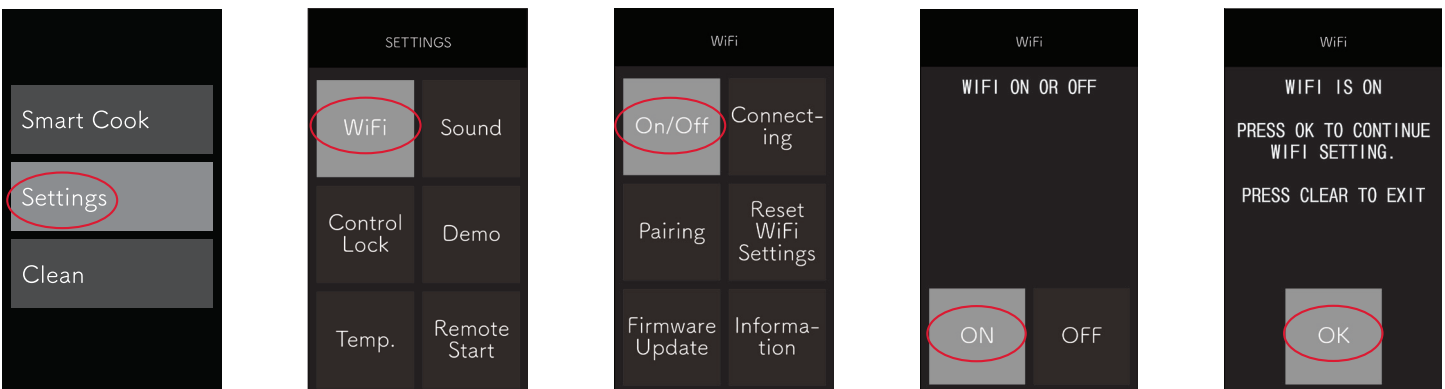 Smart Cook
Settings
Clean
SETTINGS
WiFi
Sound
Control
Lock
Demo
Temp.
Remote
Start
WiFi
On/Off
Connect-
ing
Pairing
Reset
WiFi
Settings
Firmware
Update
Informa-
tion
WiFi
WIFI ON OR OFF
ON
OFF
WiFi
WIFI IS ON
PRESS OK TO CONTINUE
WIFI SETTING.
PRESS CLEAR TO EXIT
OK